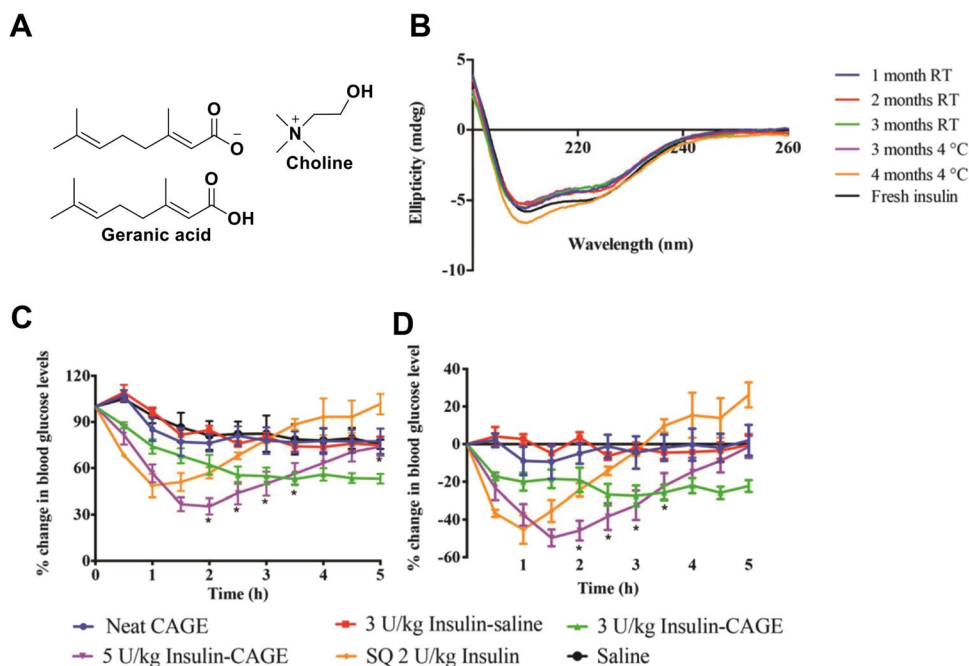 A
O
O
−
OH
N
+
Choline
O
OH
Geranic acid
B
5
0
-5
-10
220
240
260
Ellipticity (mdeg)
Wavelength (nm)
1 month RT
2 months RT
3 months RT
3 months 4 °C
4 months 4 °C
Fresh insulin
C
% change in blood glucose levels
120
90
60
30
0
0 1 2 3 4 5
Time (h)
* * * * *
D
% change in blood glucose level
40
20
0
-20
-40
-60
1 2 3 4 5
Time (h)
* * * *
Neat CAGE
3 U/kg Insulin-saline
3 U/kg Insulin-CAGE
5 U/kg Insulin-CAGE
SQ 2 U/kg Insulin
Saline